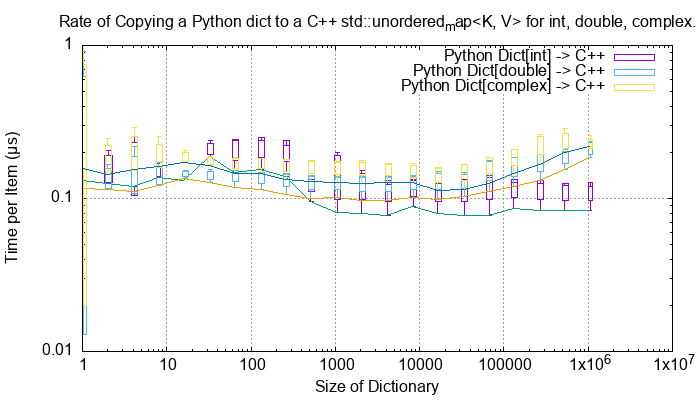 Rate of Copying a Python dict to a C++ std::unordered_map<K, V> for int, double, complex.
Python Dict[int] -> C++
Python Dict[double] -> C++
Python Dict[complex] -> C++
Time per Item (µs)
1
0.1
0.01
1 10 100 1000 10000 100000 1x10^6 1x10^7
Size of Dictionary